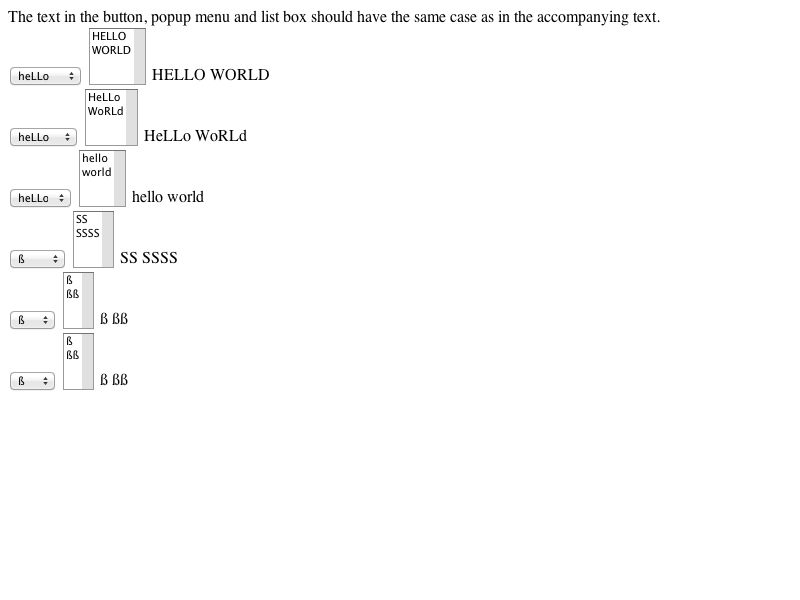 The text in the button, popup menu and list box should have the same case as in the accompanying text.
HELLO
WORLD
heLLo HELLO WORLD
HeLLo
WoRLd
heLLo HeLLo WoRLd
hello
world
heLLo hello world
SS
SSSS
ß SS SSSS
ß
ßß
ß ß ßß
ß
ßß
ß ß ßß